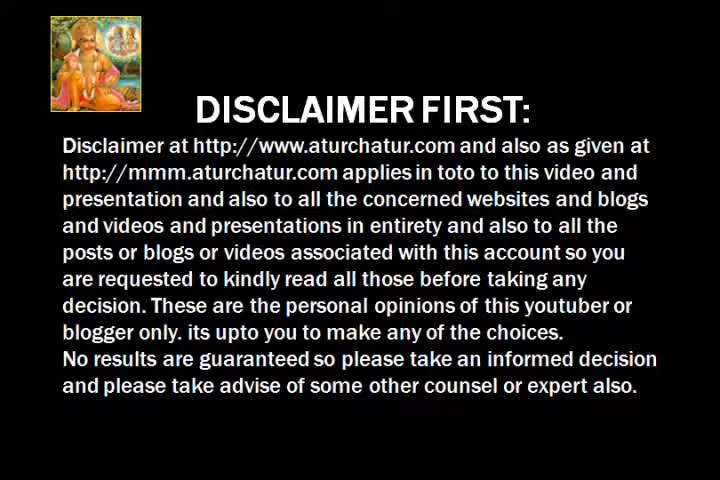 DISCLAIMER FIRST:
Disclaimer at http://www.aturchatur.com and also as given at
http://mmm.aturchatur.com applies in toto to this video and
presentation and also to all the concerned websites and blogs
and videos and presentations in entirety and also to all the
posts or blogs or videos associated with this account so you
are requested to kindly read all those before taking any
decision. These are the personal opinions of this youtuber or
blogger only. its upto you to make any of the choices.
No results are guaranteed so please take an informed decision
and please take advise of some other counsel or expert also.